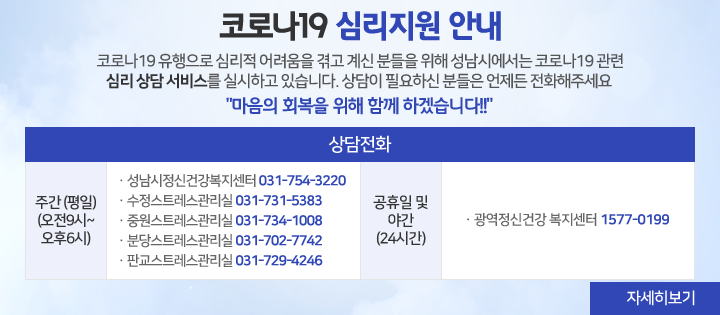 코로나19 심리지원 안내
코로나19 유행으로 심리적 어려움을 겪고 계신 분들을 위해 성남시에서는 코로나19 관련
심리 상담 서비스를 실시하고 있습니다. 상담이 필요하신 분들은 언제든 전화해주세요
"마음의 회복을 위해 함께 하겠습니다!!"
상담전화
주간 (평일)
(오전9시~
오후6시)
· 성남시정신건강복지센터 031-754-3220
· 수정스트레스관리실 031-731-5383
· 중원스트레스관리실 031-734-1008
· 분당스트레스관리실 031-702-7742
· 판교스트레스관리실 031-729-4246
공휴일 및
야간
(24시간)
· 광역정신건강 복지센터 1577-0199
자세히보기